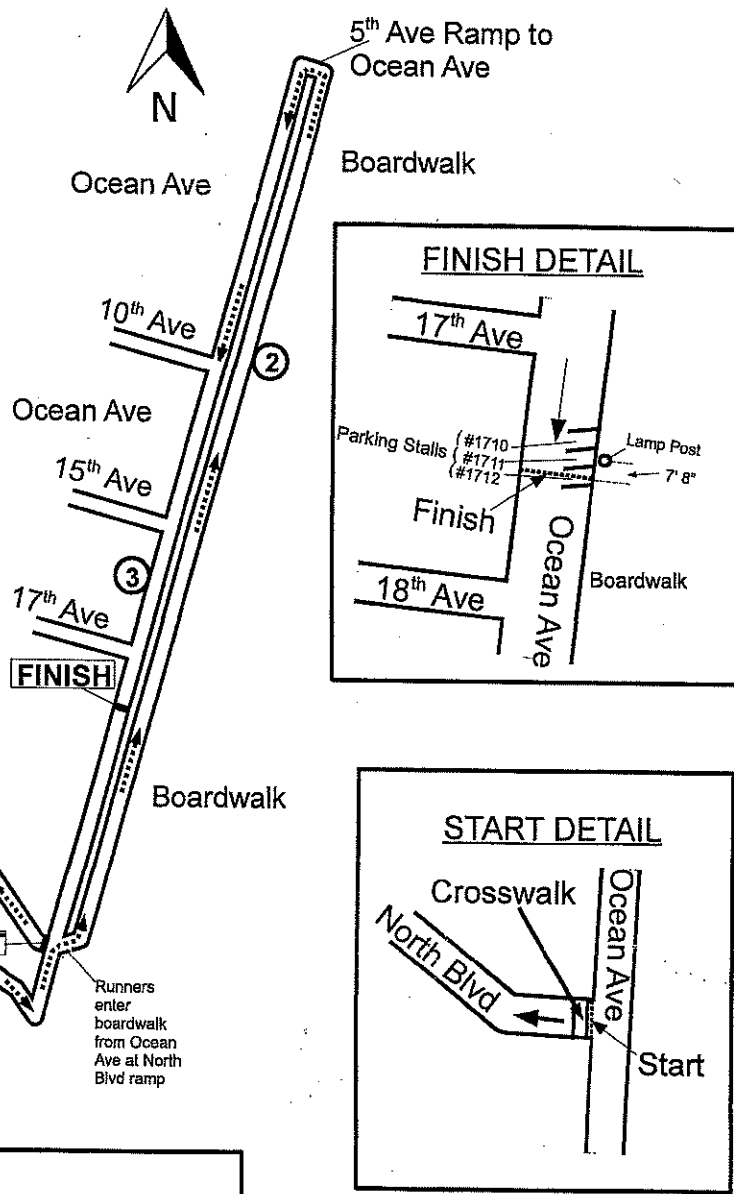 5th Ave Ramp to
Ocean Ave
N
Boardwalk
Ocean Ave
10th Ave
2
Ocean Ave
15th Ave
3
17th Ave
FINISH
Boardwalk
Runners
enter
boardwalk
from Ocean
Ave at North
Blvd ramp
FINISH DETAIL
17th Ave
Parking Stalls
(#1710
(#1711
(#1712
Lamp Post
7' 8"
Finish
Ocean Ave
Boardwalk
18th Ave
START DETAIL
Crosswalk
Ocean Ave
North Blvd
Start